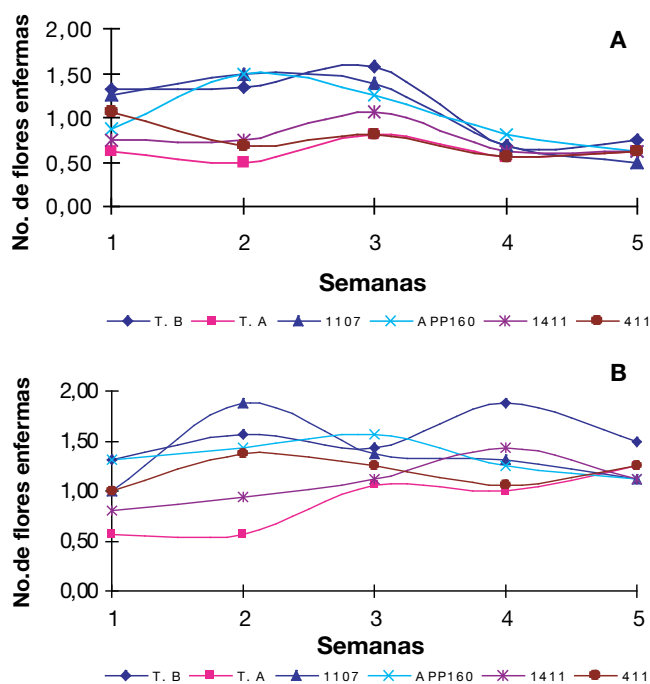 A
No. de flores enfermas
2,00
1,50
1,00
0,50
0,00
1 2 3 4 5
Semanas
T. B T. A 1107 APP160 1411 411
B
No.de flores enfermas
2,00
1,50
1,00
0,50
0,00
1 2 3 4 5
Semanas
T. B T. A 1107 APP160 1411 411